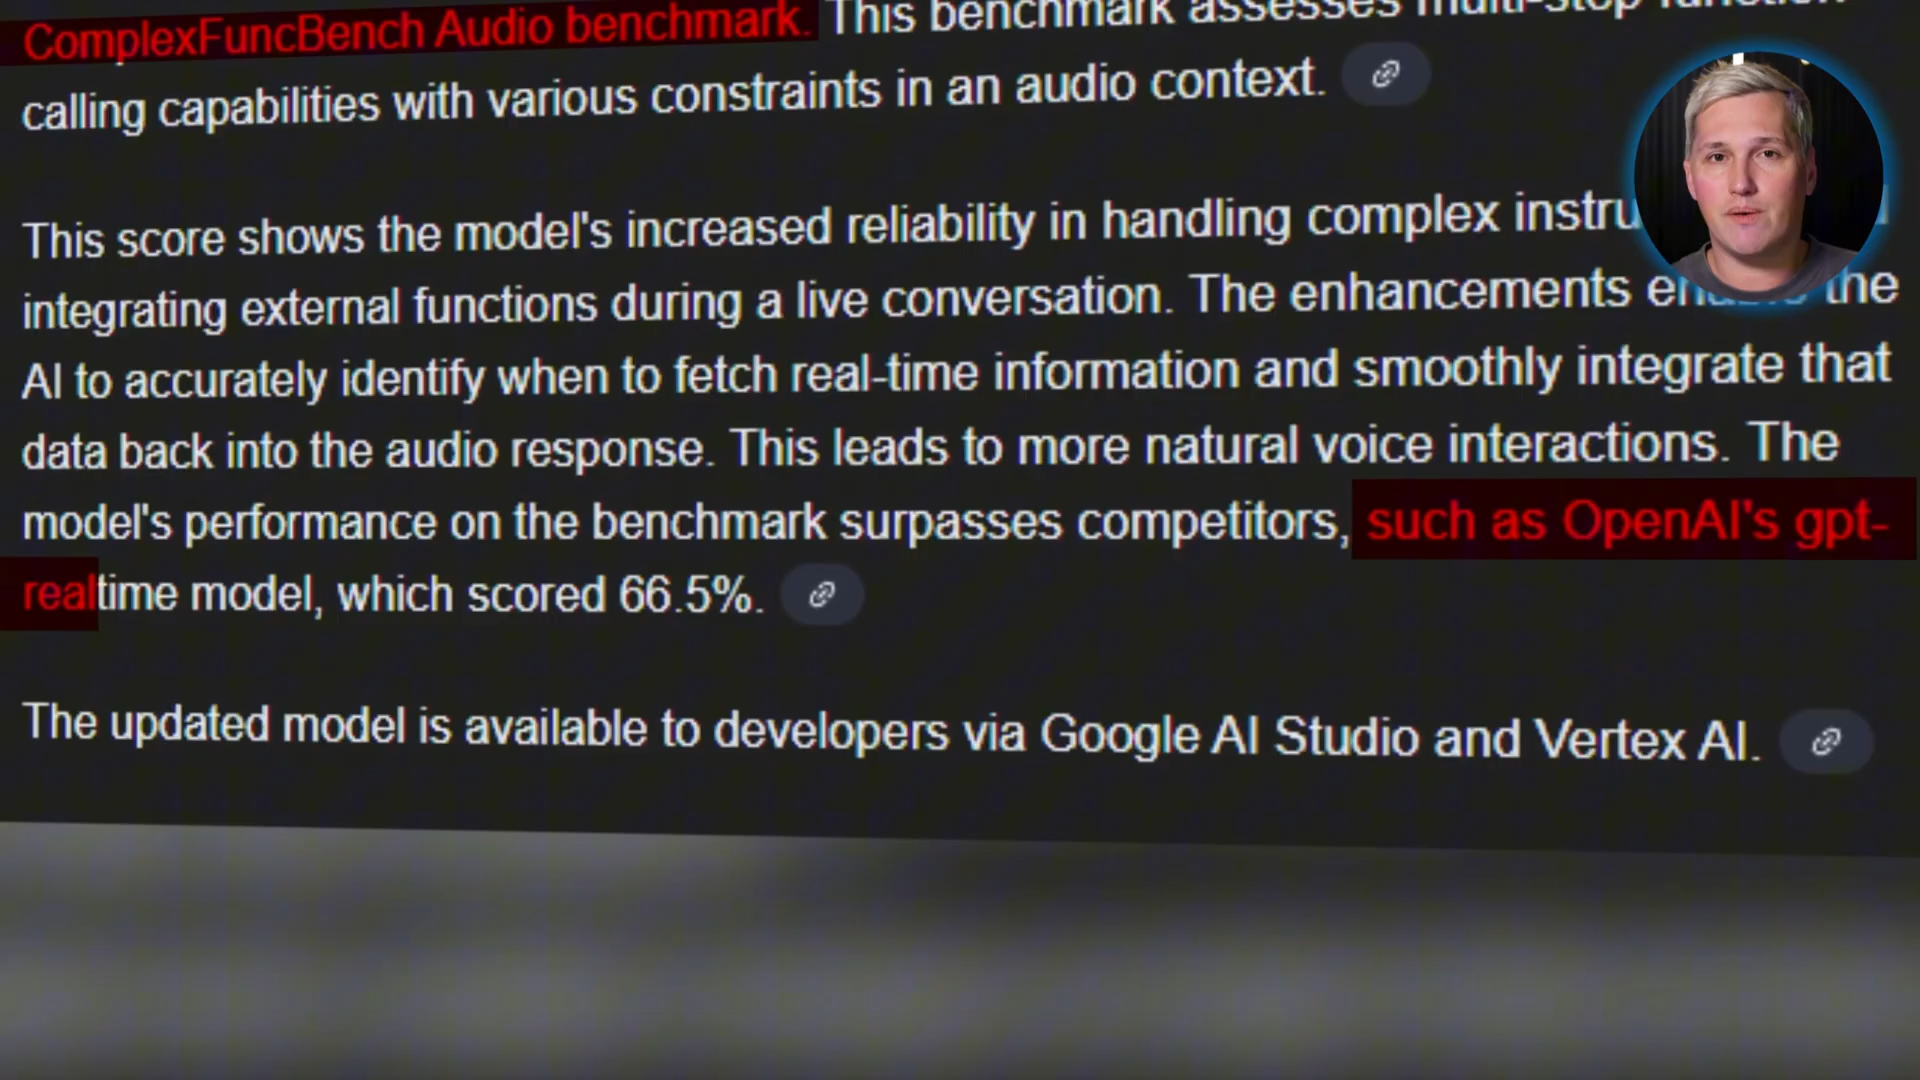 ComplexFuncBench Audio benchmark. This benchmark assesses multi-step function
calling capabilities with various constraints in an audio context.
This score shows the model's increased reliability in handling complex
integrating external functions during a live conversation. The enhancements the
AI to accurately identify when to fetch real-time information and smoothly integrate that
data back into the audio response. This leads to more natural voice interactions. The
model's performance on the benchmark surpasses competitors, such as OpenAI's gpt-
realtime model, which scored 66.5%.
The updated model is available to developers via Google AI Studio and Vertex AI.